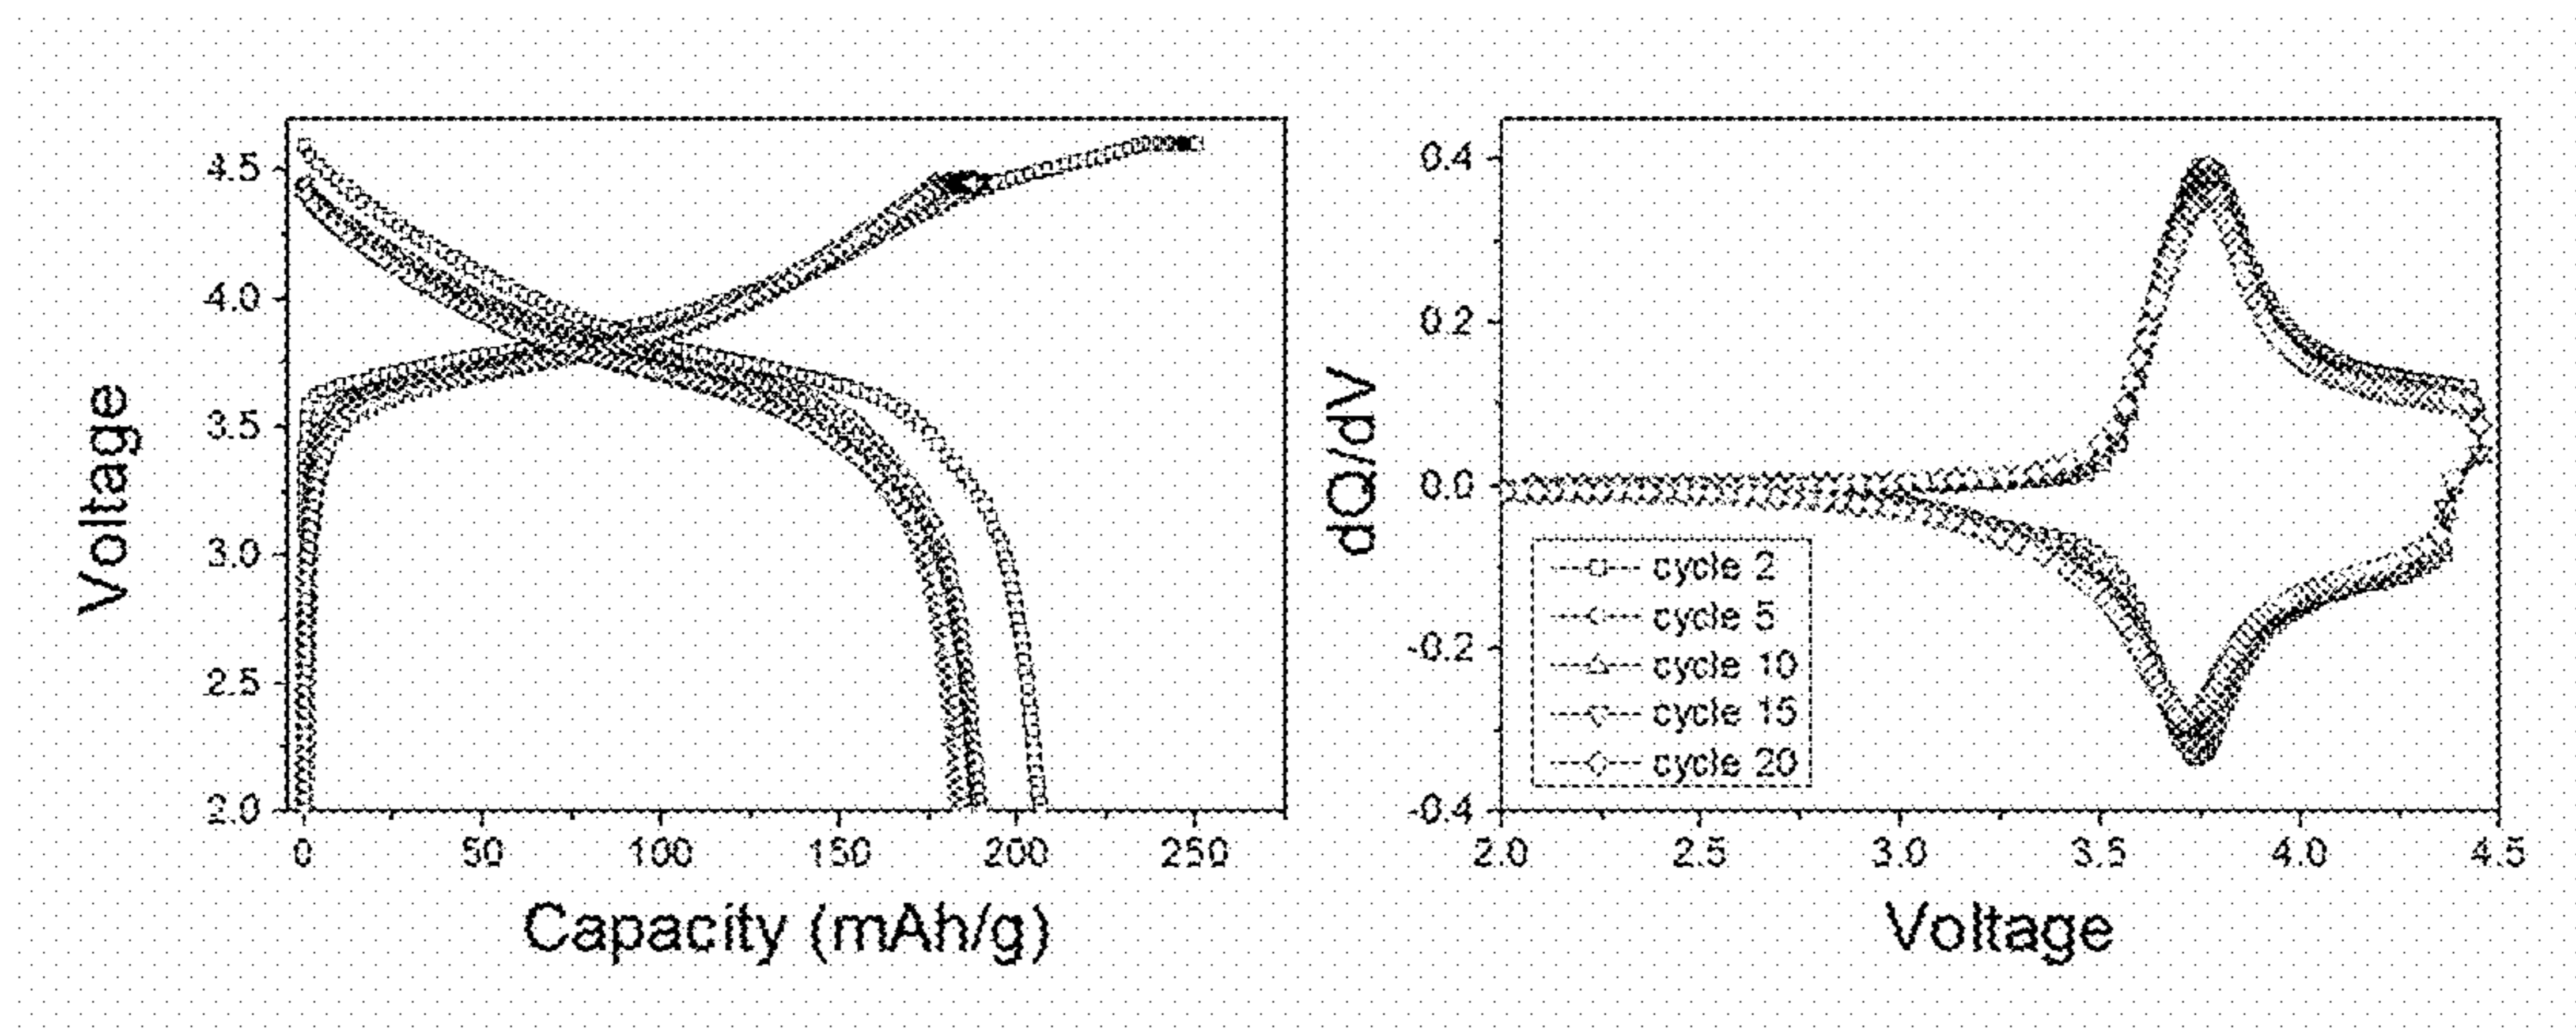 4.5
4.0
3.5
3.0
2.5
2.0
Voltage
0 50 100 150 200 250
Capacity (mAh/g)
0.4
0.2
0.0
-0.2
-0.4
dQ/dV
cycle 2
cycle 5
cycle 10
cycle 15
cycle 20
2.0 2.5 3.0 3.5 4.0 4.5
Voltage